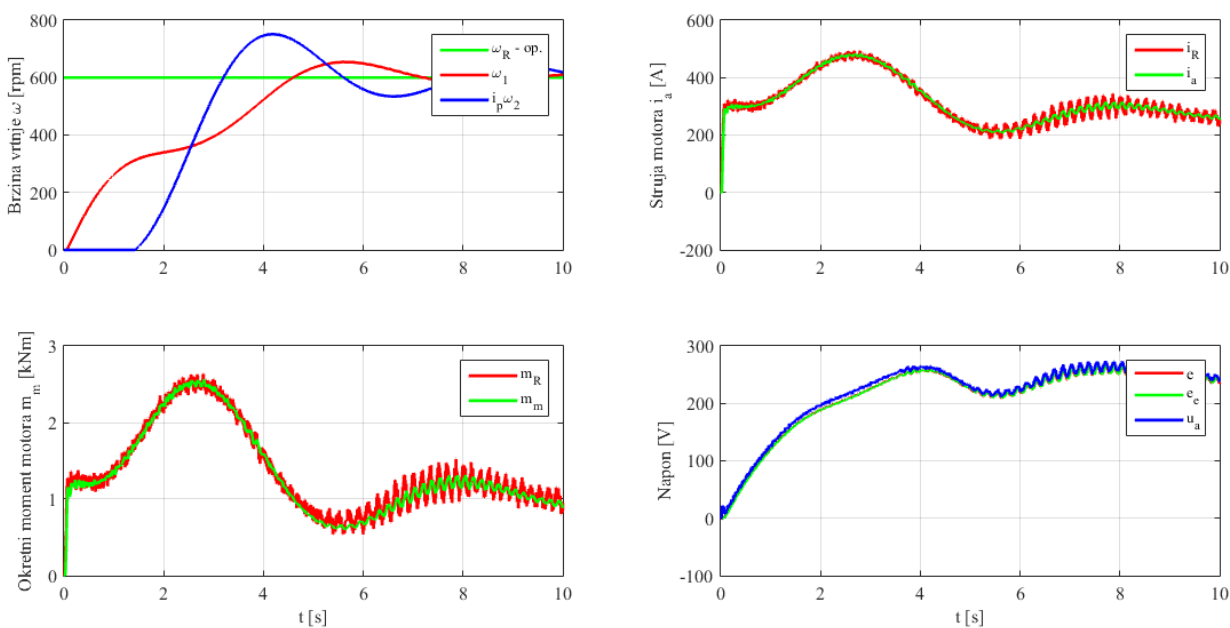 Brzina vrtnje ω [rpm]
800
600
400
200
0
0 2 4 6 8 10
ω_R - op.
ω_1
i_pω_2
Struja motora i_a [A]
600
400
200
0
-200
0 2 4 6 8 10
i_R
i_a
Okretni moment motora m_m [kNm]
3
2
1
0
0 2 4 6 8 10
t [s]
m_R
m_m
Napon [V]
300
200
100
0
-100
0 2 4 6 8 10
t [s]
e
e_e
u_a